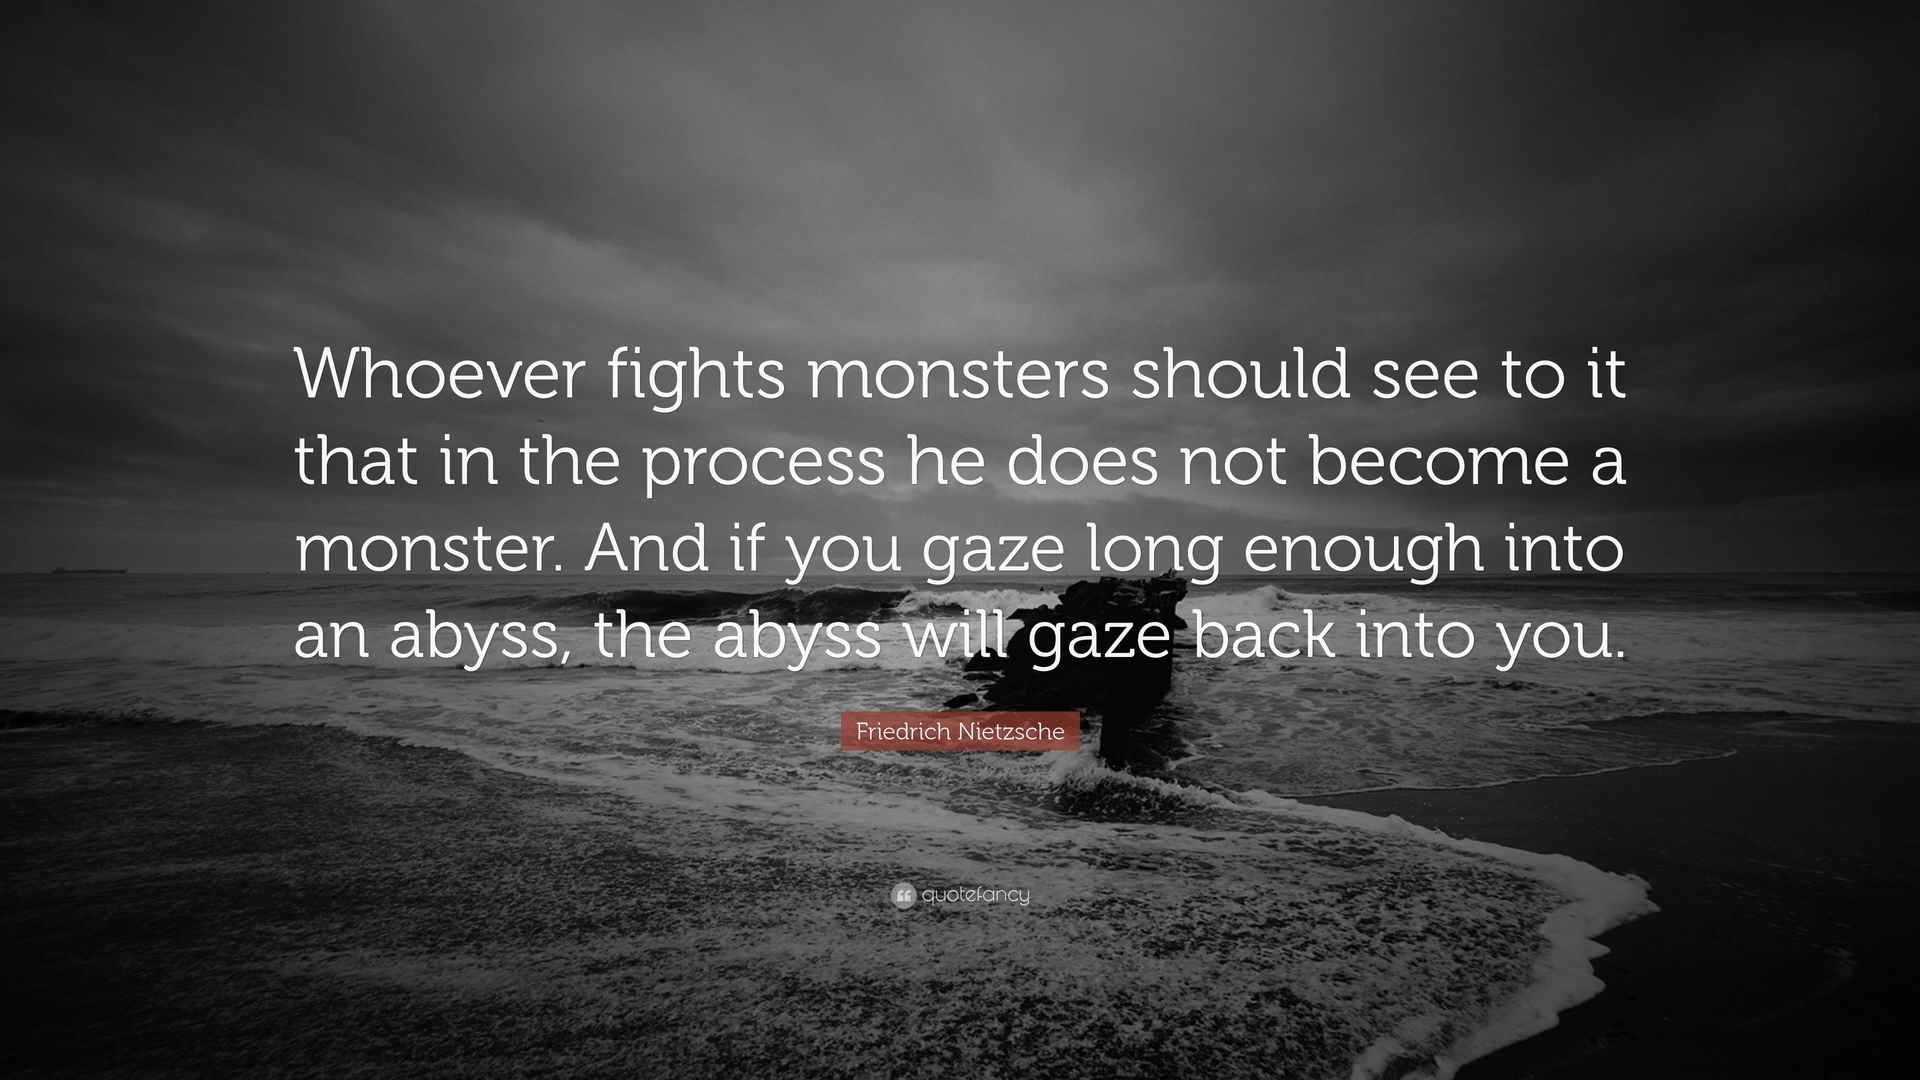 Whoever fights monsters should see to it
that in the process he does not become a
monster. And if you gaze long enough into
an abyss, the abyss will gaze back into you.
Friedrich Nietzsche
quotefancy